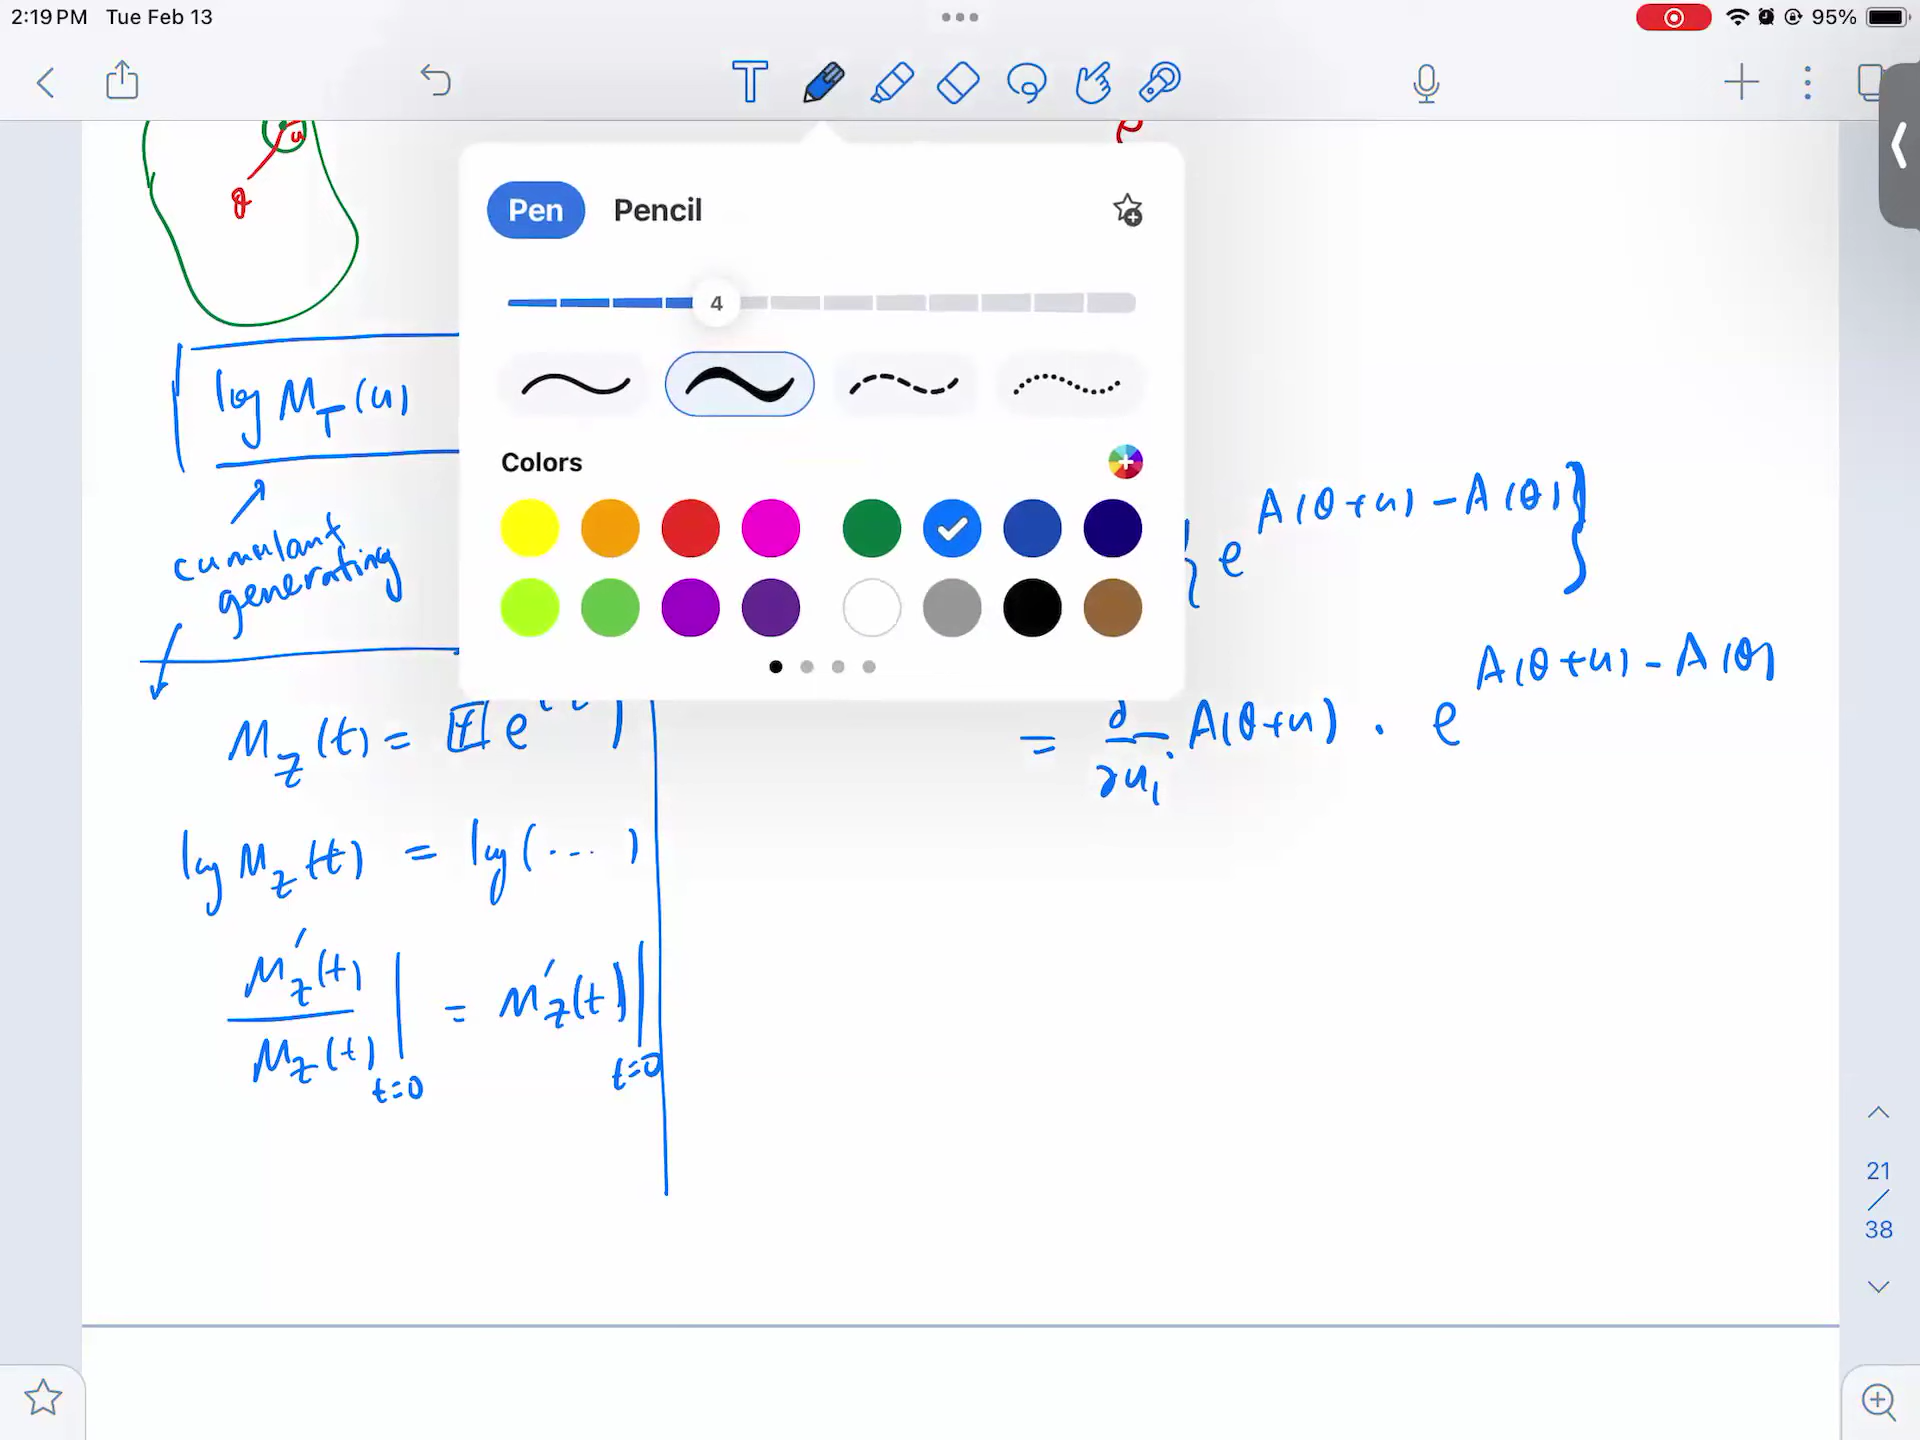 2:19 PM Tue Feb 13
95%
T
Pen Pencil
4
Colors
θ
u
log M_T(u)
cumulant
generating
{ e^{A(θ+u) - A(θ)} }
M_Z(t) = E e
= ∂/∂u_i A(θ+u) · e^{A(θ+u) - A(θ)}
log M_Z(t) = log(...)
M'_Z(t) / M_Z(t) |_{t=0} = M'_Z(t) |_{t=0}
21
/
38